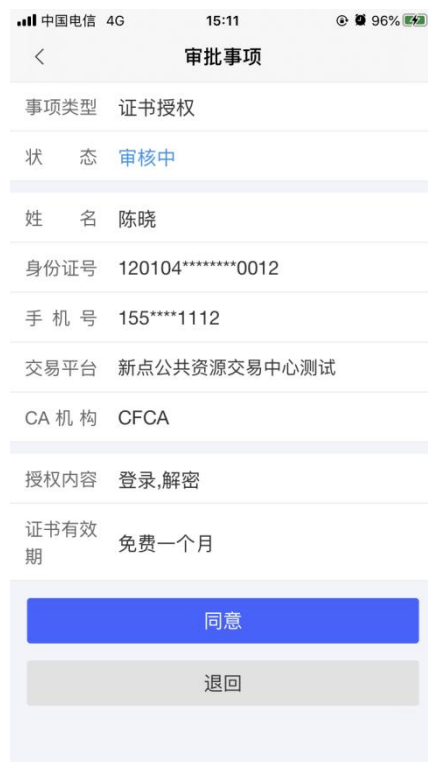 中国电信 4G 15:11 96%
审批事项
事项类型 证书授权
状 态 审核中
姓 名 陈晓
身份证号 120104********0012
手 机 号 155****1112
交易平台 新点公共资源交易中心测试
CA 机 构 CFCA
授权内容 登录,解密
证书有效
期 免费一个月
同意
退回